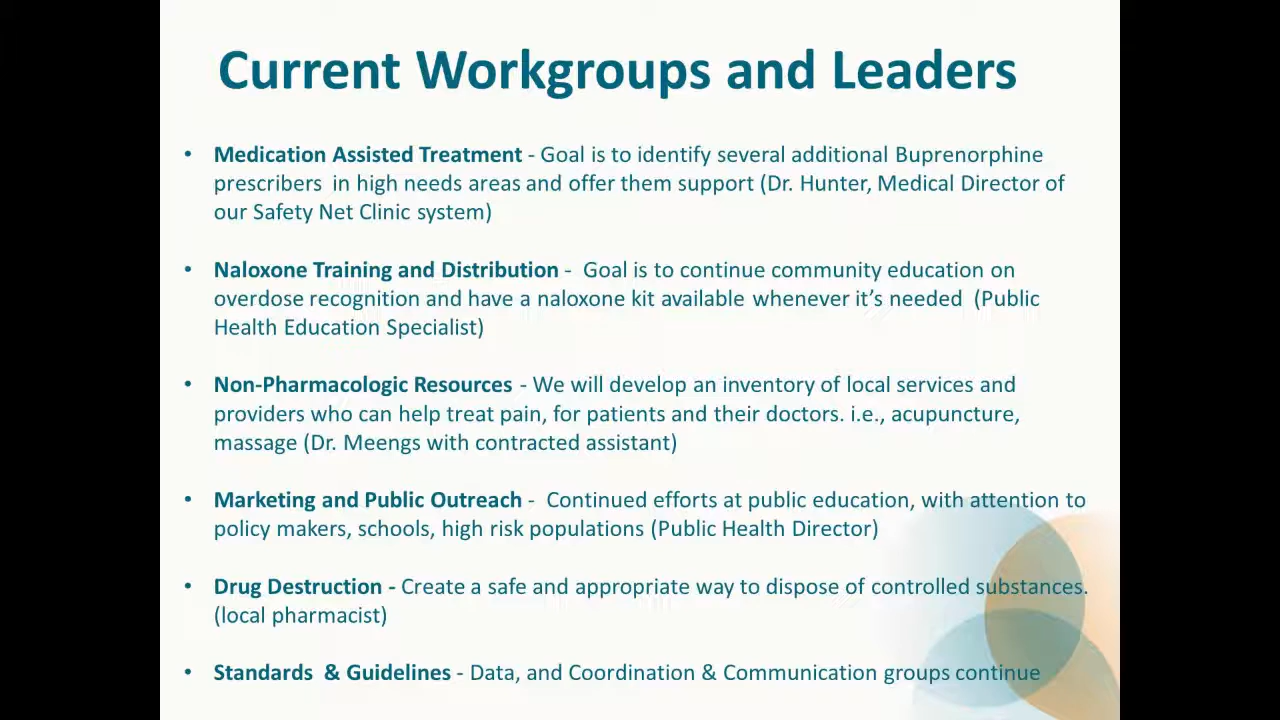 Current Workgroups and Leaders
• Medication Assisted Treatment - Goal is to identify several additional Buprenorphine
prescribers in high needs areas and offer them support (Dr. Hunter, Medical Director of
our Safety Net Clinic system)
• Naloxone Training and Distribution - Goal is to continue community education on
overdose recognition and have a naloxone kit available whenever it’s needed (Public
Health Education Specialist)
• Non-Pharmacologic Resources - We will develop an inventory of local services and
providers who can help treat pain, for patients and their doctors. i.e., acupuncture,
massage (Dr. Meengs with contracted assistant)
• Marketing and Public Outreach - Continued efforts at public education, with attention to
policy makers, schools, high risk populations (Public Health Director)
• Drug Destruction - Create a safe and appropriate way to dispose of controlled substances.
(local pharmacist)
• Standards & Guidelines - Data, and Coordination & Communication groups continue